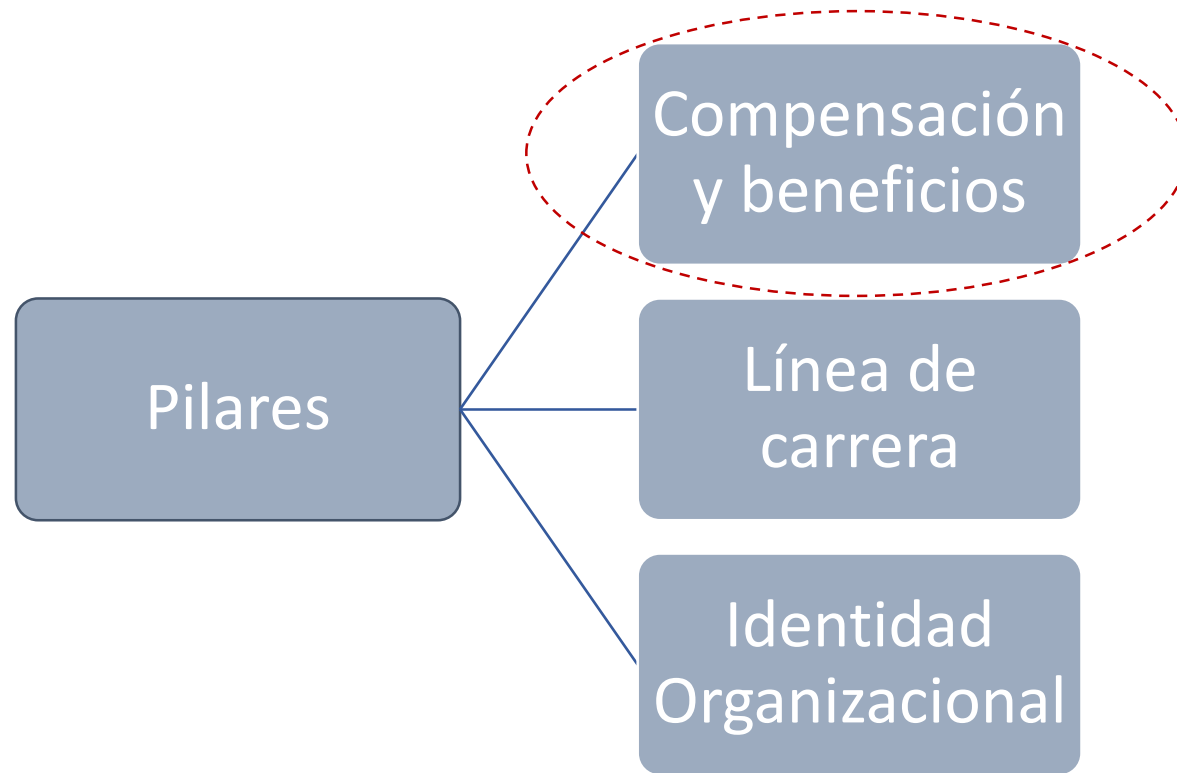 Compensación
y beneficios
Pilares
Línea de
carrera
Identidad
Organizacional